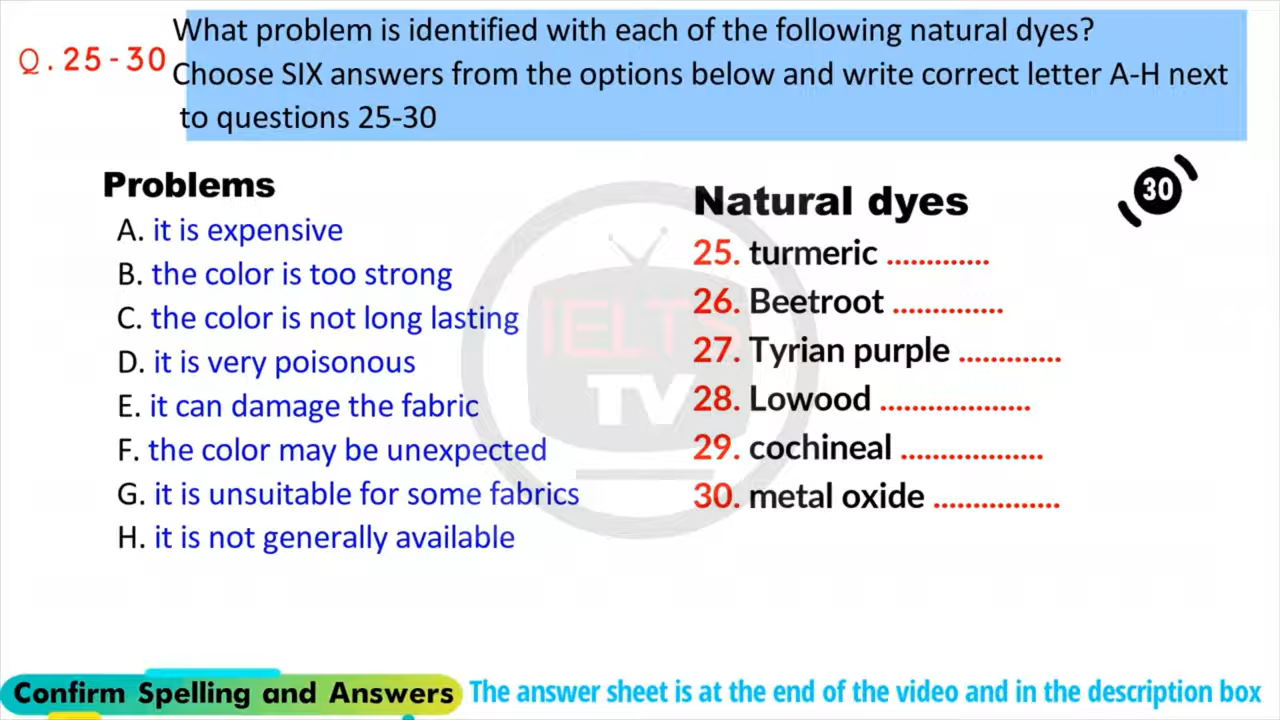 Q.25-30
What problem is identified with each of the following natural dyes?
Choose SIX answers from the options below and write correct letter A-H next
to questions 25-30
Problems
A. it is expensive
B. the color is too strong
C. the color is not long lasting
D. it is very poisonous
E. it can damage the fabric
F. the color may be unexpected
G. it is unsuitable for some fabrics
H. it is not generally available
30
Natural dyes
25. turmeric .............
26. Beetroot ..............
27. Tyrian purple .............
28. Lowood ...................
29. cochineal ..................
30. metal oxide ................
IELTS
TV
Confirm Spelling and Answers
The answer sheet is at the end of the video and in the description box